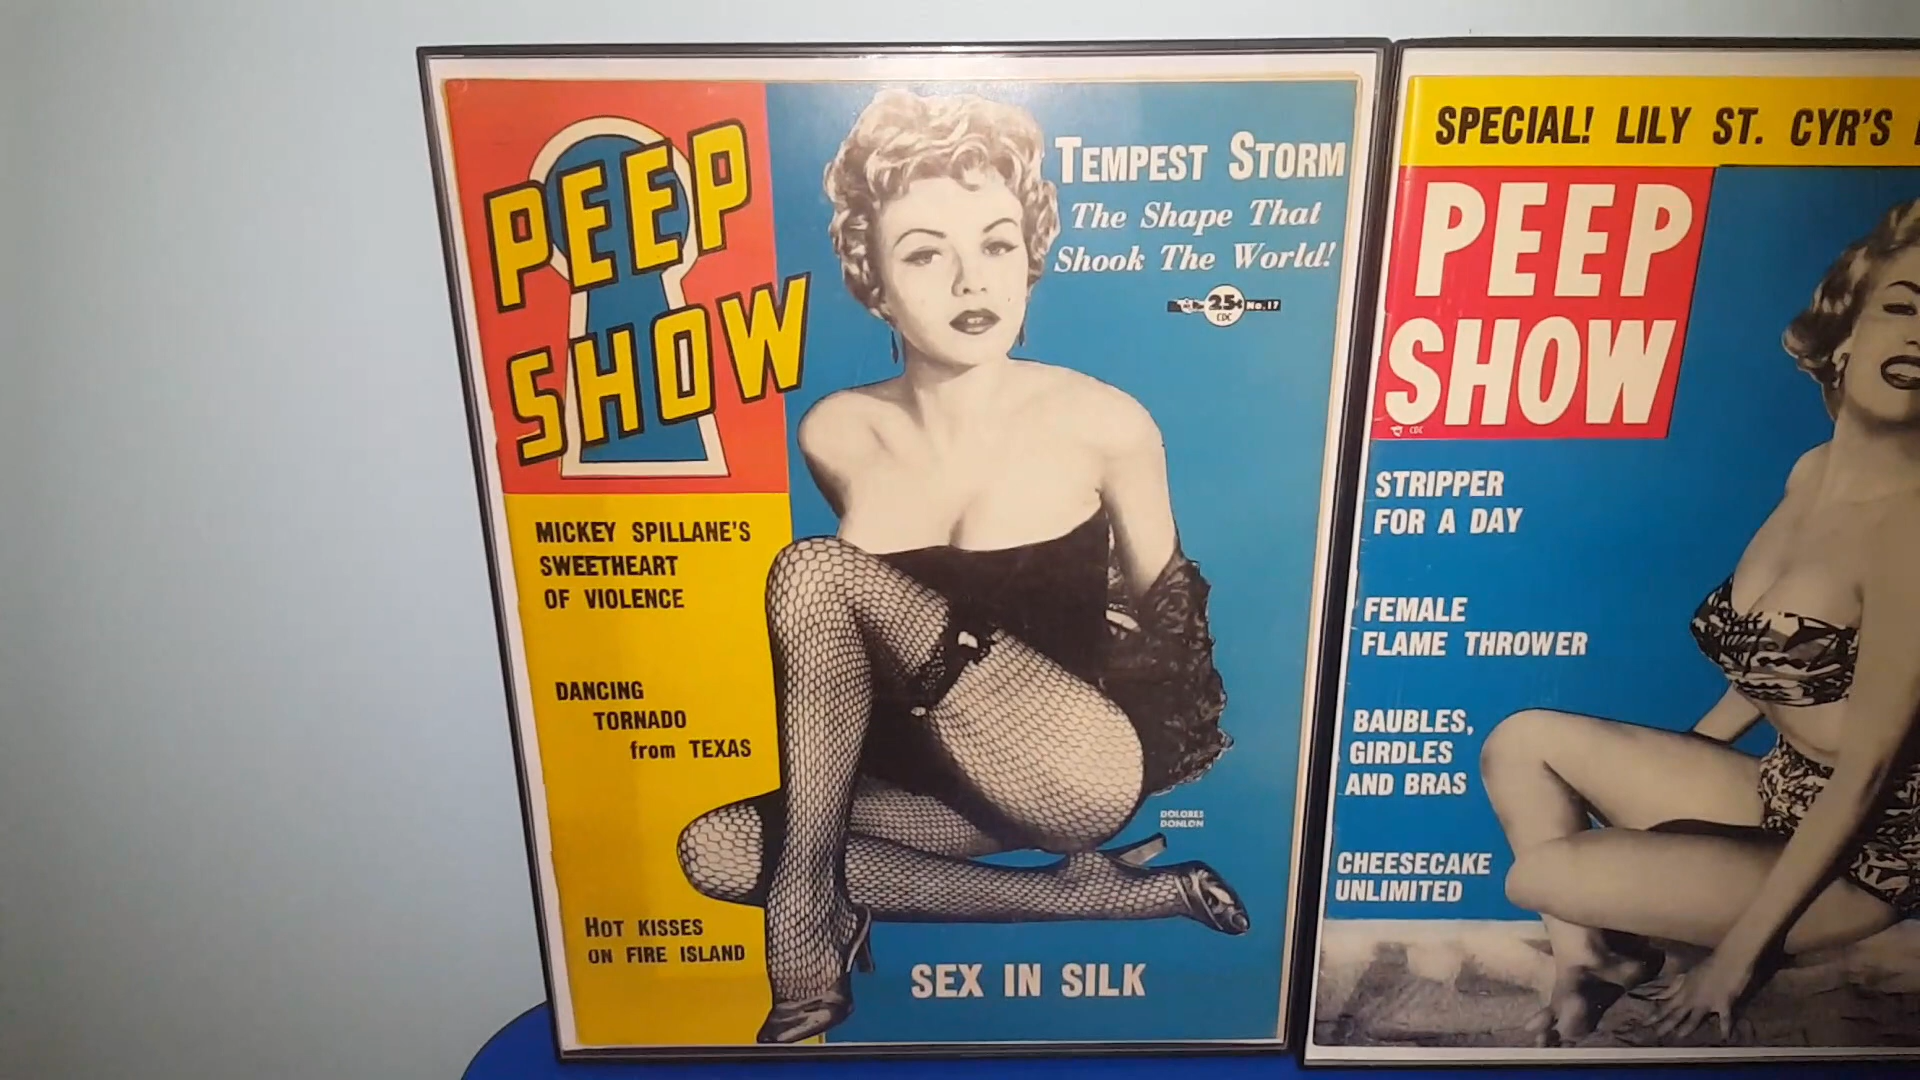 PEEP
SHOW
TEMPEST STORM
The Shape That
Shook The World!
25¢
CDC
No. 17
MICKEY SPILLANE'S
SWEETHEART
OF VIOLENCE
DANCING
TORNADO
from TEXAS
HOT KISSES
ON FIRE ISLAND
DOLORES
DONLON
SEX IN SILK
SPECIAL! LILY ST. CYR'S
PEEP
SHOW
CDC
STRIPPER
FOR A DAY
FEMALE
FLAME THROWER
BAUBLES,
GIRDLES
AND BRAS
CHEESECAKE
UNLIMITED